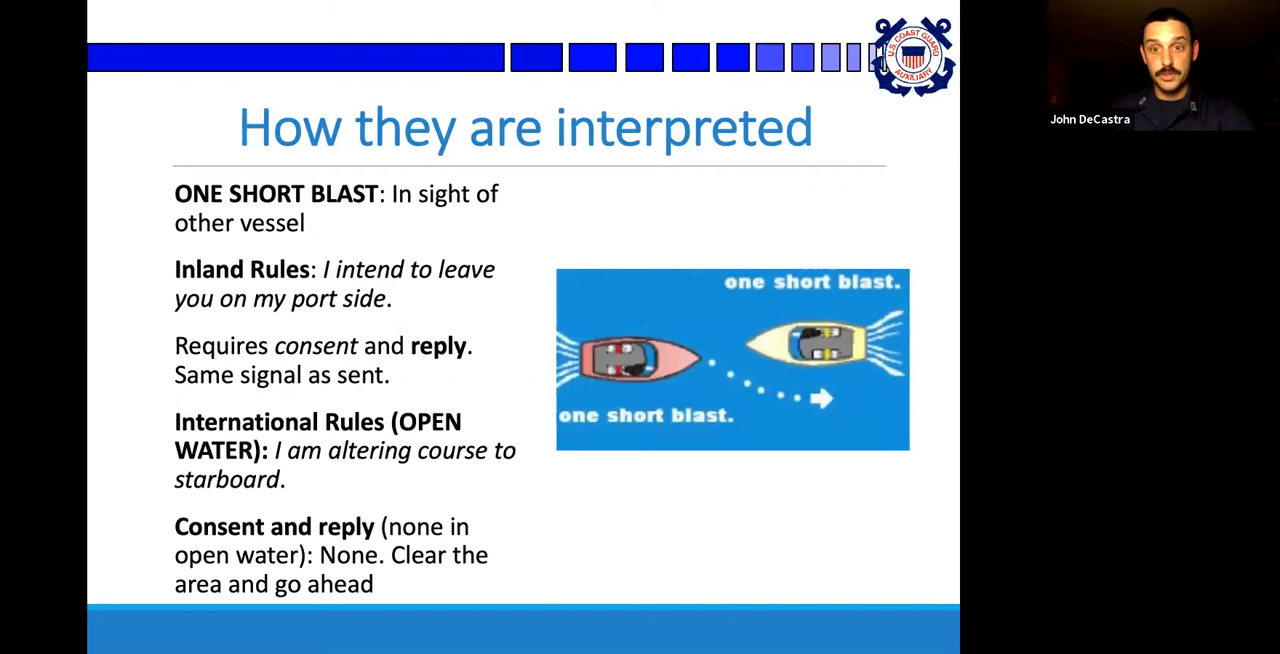 U.S. COAST GUARD
AUXILIARY
John DeCastra
How they are interpreted
ONE SHORT BLAST: In sight of
other vessel
Inland Rules: I intend to leave
you on my port side.
Requires consent and reply.
Same signal as sent.
International Rules (OPEN
WATER): I am altering course to
starboard.
Consent and reply (none in
open water): None. Clear the
area and go ahead
one short blast.
one short blast.